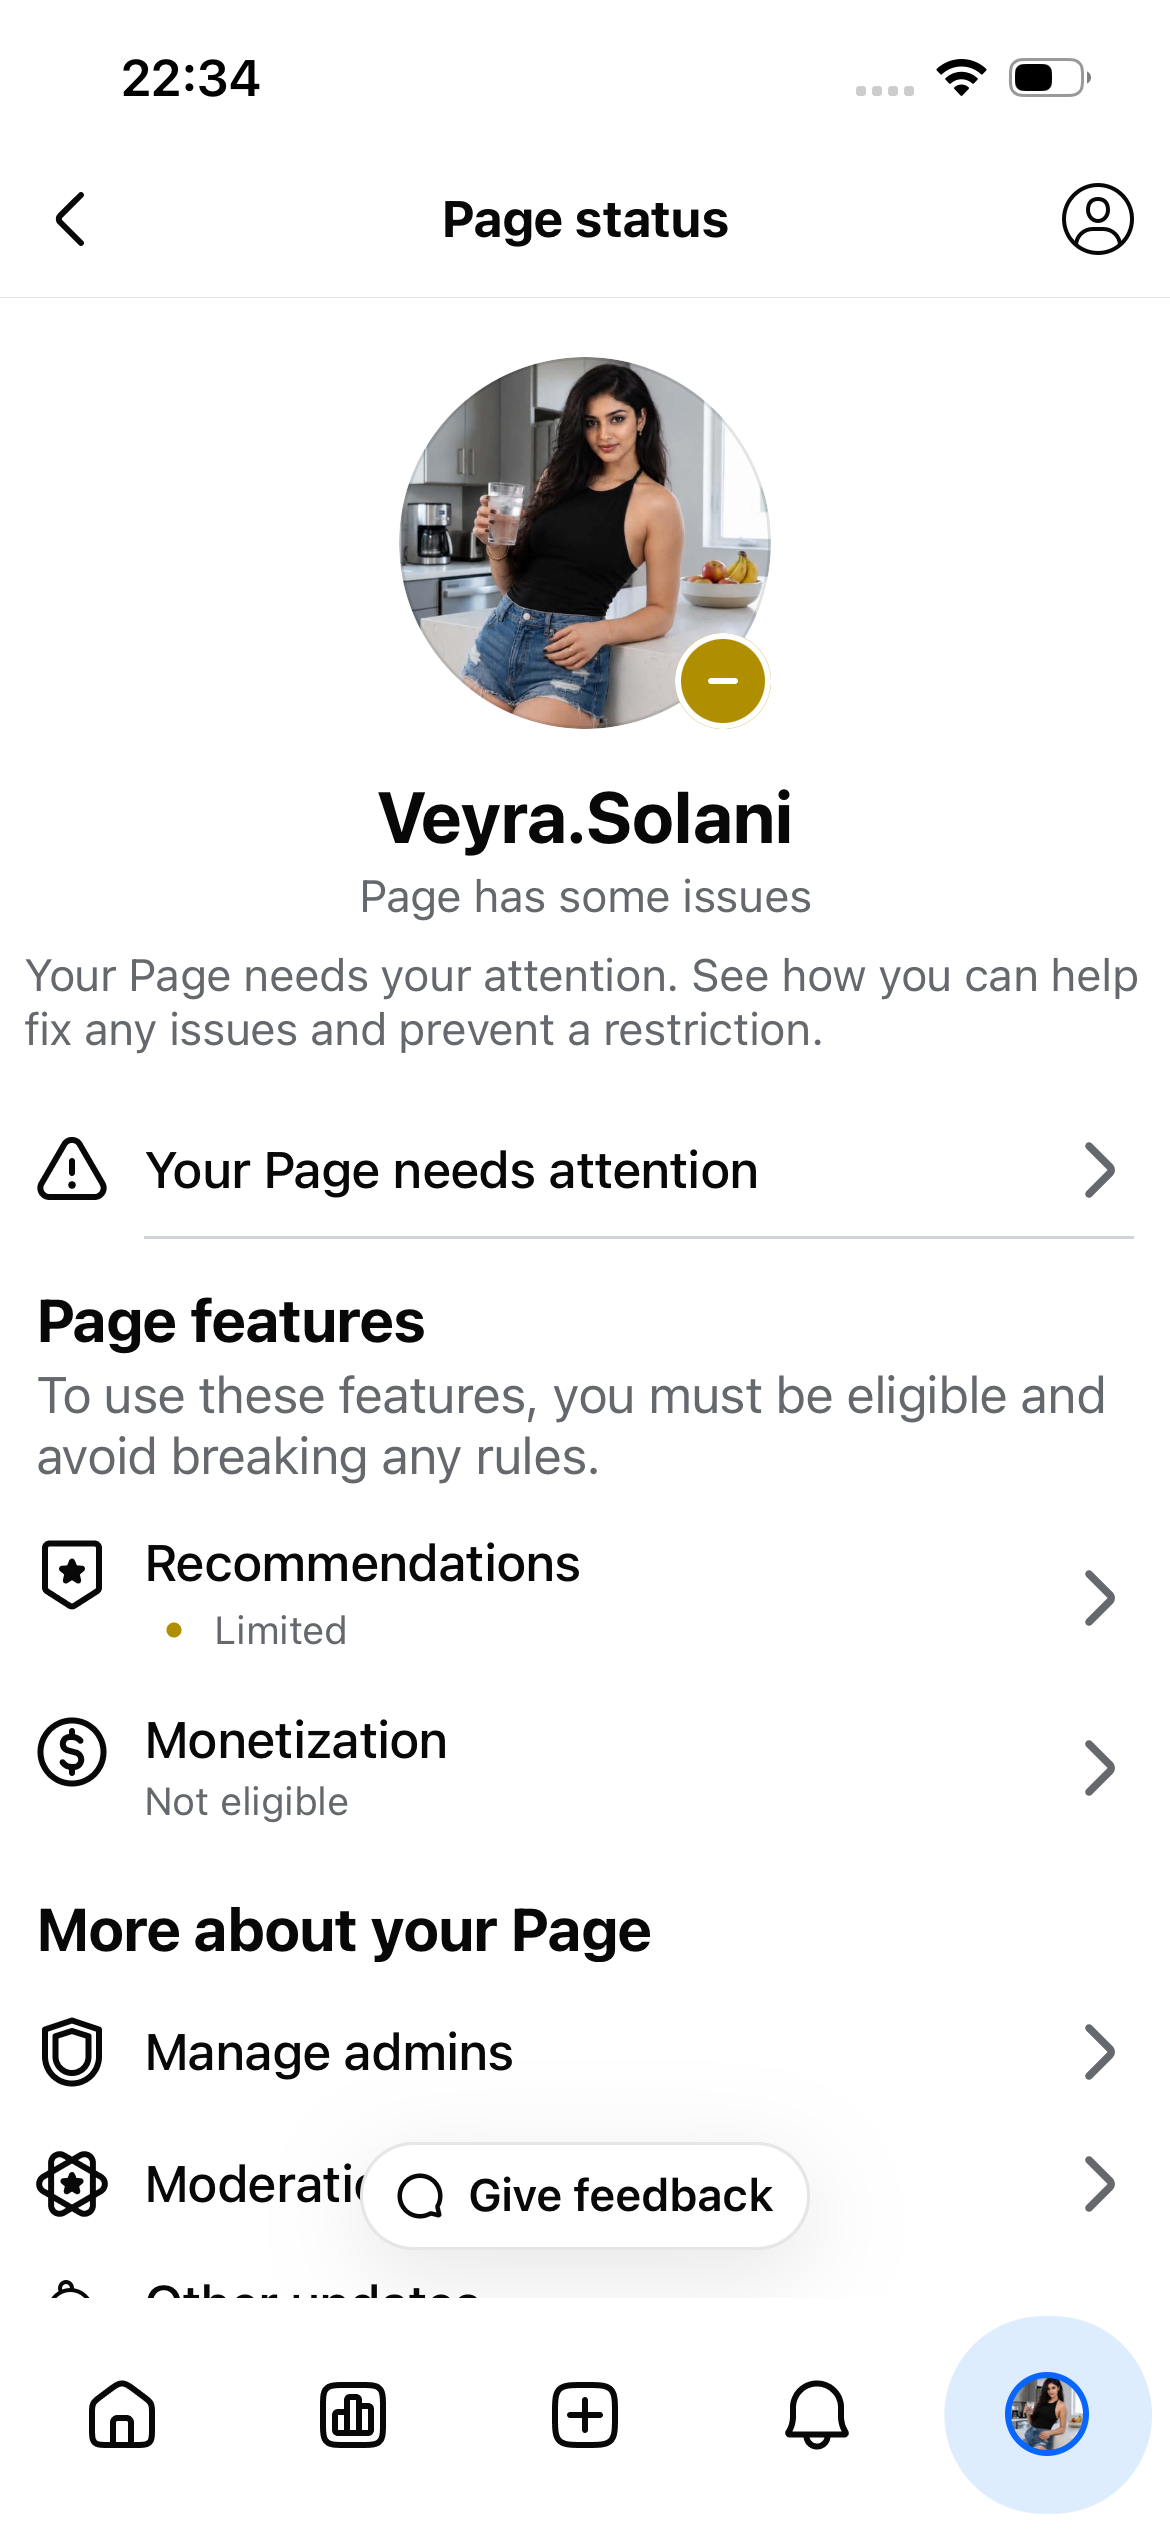 22:34
Page status
Veyra.Solani
Page has some issues
Your Page needs your attention. See how you can help
fix any issues and prevent a restriction.
Your Page needs attention
Page features
To use these features, you must be eligible and
avoid breaking any rules.
Recommendations
Limited
Monetization
Not eligible
More about your Page
Manage admins
Moderatio
Give feedback
Other updates